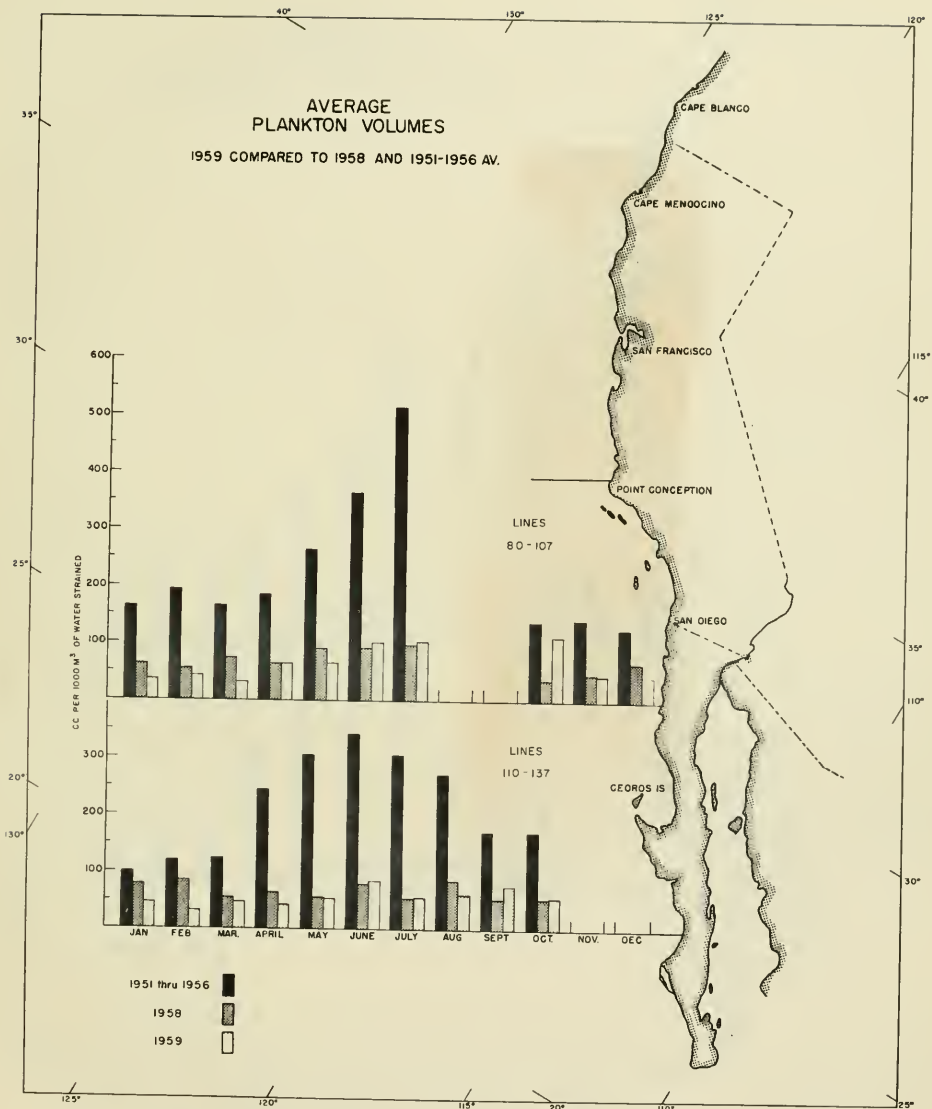 40°
130°
125°
120°
AVERAGE
PLANKTON VOLUMES
1959 COMPARED TO 1958 AND 1951-1956 AV.
CAPE BLANCO
35°
CAPE MENDOCINO
30°
SAN FRANCISCO
115°
40°
600
500
400
300
200
100
CC PER 1000 M³ OF WATER STRAINED
POINT CONCEPTION
LINES
80-107
25°
SAN DIEGO
35°
110°
300
200
100
LINES
110-137
20°
130°
CEDROS IS
30°
JAN FEB MAR. APRIL MAY JUNE JULY AUG SEPT OCT. NOV. DEC
1951 thru 1956
1958
1959
125°
120°
115°
20°
110°
25°